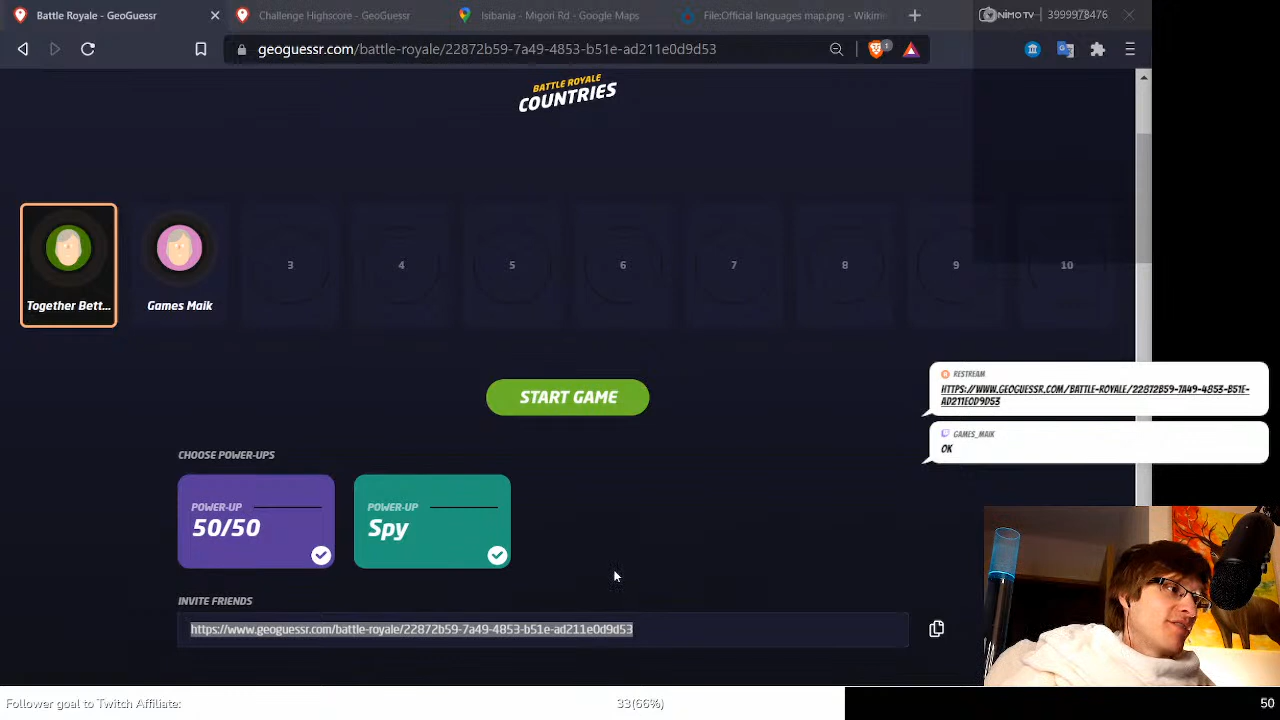 Battle Royale - GeoGuessr
Challenge Highscore - GeoGuessr
Isibania - Migori Rd - Google Maps
File:Official languages map.png - Wikim
NIMO TV
3999978476
geoguessr.com/battle-royale/22872b59-7a49-4853-b51e-ad211e0d9d53
1
BATTLE ROYALE
COUNTRIES
3
4
5
6
7
8
9
10
Together Bett...
Games Maik
START GAME
RESTREAM
HTTPS://WWW.GEOGUESSR.COM/BATTLE-ROYALE/22872B59-7A49-4853-B51E-
AD211E0D9D53
GAMES_MAIK
OK
CHOOSE POWER-UPS
POWER-UP
50/50
POWER-UP
Spy
INVITE FRIENDS
https://www.geoguessr.com/battle-royale/22872b59-7a49-4853-b51e-ad211e0d9d53
Follower goal to Twitch Affiliate:
33(66%)
50